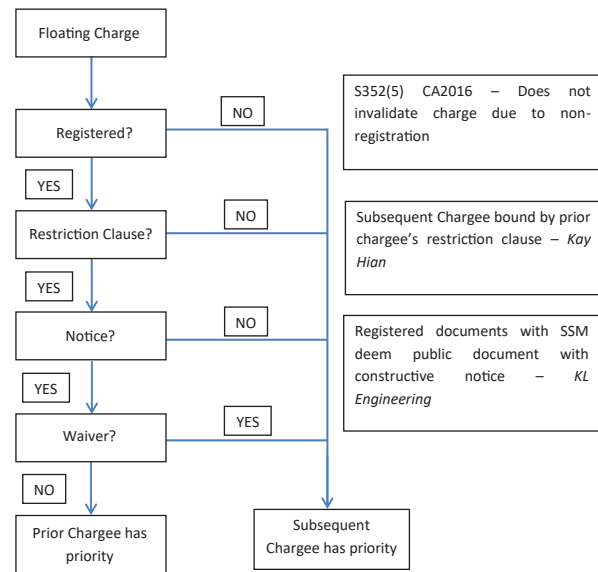 Floating Charge
NO
S352(5) CA2016 – Does not
invalidate charge due to non-
registration
Registered?
YES
NO
Subsequent Chargee bound by prior
chargee's restriction clause – Kay
Hian
Restriction Clause?
YES
NO
Registered documents with SSM
deem public document with
constructive notice – KL
Engineering
Notice?
YES
YES
Waiver?
NO
Prior Chargee has
priority
Subsequent
Chargee has priority